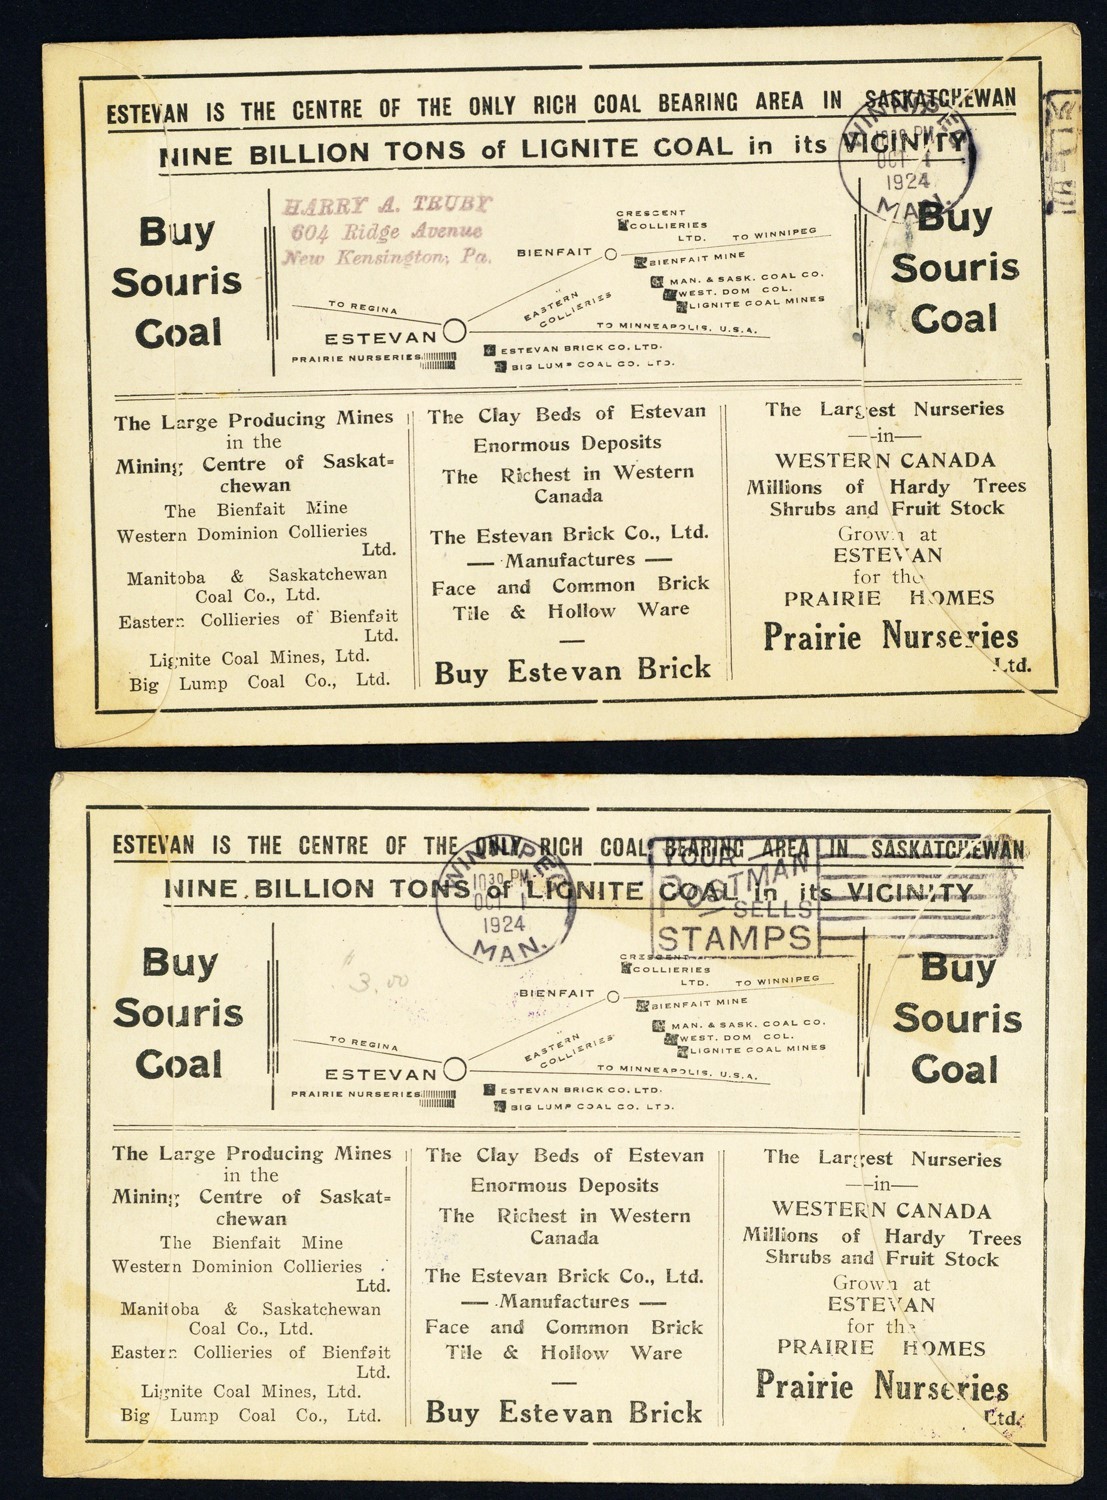 ESTEVAN IS THE CENTRE OF THE ONLY RICH COAL BEARING AREA IN SASKATCHEWAN
NINE BILLION TONS of LIGNITE COAL in its VICINITY
WINNIPEG
OCT 1
1924
MAN.
Buy
Souris
Coal
HARRY A. TRUBY
604 Ridge Avenue
New Kensington, Pa.
CRESCENT
COLLIERIES
LTD.
TO WINNIPEG
BIENFAIT
BIENFAIT MINE
MAN. & SASK. COAL CO.
WEST. DOM COL.
LIGNITE COAL MINES
EASTERN
COLLIERIES
TO REGINA
TO MINNEAPOLIS, U.S.A.
ESTEVAN
PRAIRIE NURSERIES
ESTEVAN BRICK CO. LTD.
BIG LUMP COAL CO. LTD.
Buy
Souris
Coal
The Large Producing Mines
in the
Mining Centre of Saskat=
chewan
The Bienfait Mine
Western Dominion Collieries
Ltd.
Manitoba & Saskatchewan
Coal Co., Ltd.
Eastern Collieries of Bienfait
Ltd.
Lignite Coal Mines, Ltd.
Big Lump Coal Co., Ltd.
The Clay Beds of Estevan
Enormous Deposits
The Richest in Western
Canada
The Estevan Brick Co., Ltd.
— Manufactures —
Face and Common Brick
Tile & Hollow Ware
—
Buy Estevan Brick
The Largest Nurseries
—in—
WESTERN CANADA
Millions of Hardy Trees
Shrubs and Fruit Stock
Grown at
ESTEVAN
for the
PRAIRIE HOMES
Prairie Nurseries
Ltd.
ESTEVAN IS THE CENTRE OF THE ONLY RICH COAL BEARING AREA IN SASKATCHEWAN
NINE BILLION TONS of LIGNITE COAL in its VICINITY
WINNIPEG
10 30 PM
OCT 1
1924
MAN.
YOUR
POSTMAN
SELLS
STAMPS
Buy
Souris
Coal
3.00
CRESCENT
COLLIERIES
LTD.
TO WINNIPEG
BIENFAIT
BIENFAIT MINE
MAN. & SASK. COAL CO.
WEST. DOM COL.
LIGNITE COAL MINES
EASTERN
COLLIERIES
TO REGINA
TO MINNEAPOLIS, U.S.A.
ESTEVAN
PRAIRIE NURSERIES
ESTEVAN BRICK CO. LTD.
BIG LUMP COAL CO. LTD.
Buy
Souris
Coal
The Large Producing Mines
in the
Mining Centre of Saskat=
chewan
The Bienfait Mine
Western Dominion Collieries
Ltd.
Manitoba & Saskatchewan
Coal Co., Ltd.
Eastern Collieries of Bienfait
Ltd.
Lignite Coal Mines, Ltd.
Big Lump Coal Co., Ltd.
The Clay Beds of Estevan
Enormous Deposits
The Richest in Western
Canada
The Estevan Brick Co., Ltd.
— Manufactures —
Face and Common Brick
Tile & Hollow Ware
—
Buy Estevan Brick
The Largest Nurseries
—in—
WESTERN CANADA
Millions of Hardy Trees
Shrubs and Fruit Stock
Grown at
ESTEVAN
for the
PRAIRIE HOMES
Prairie Nurseries
Ltd.